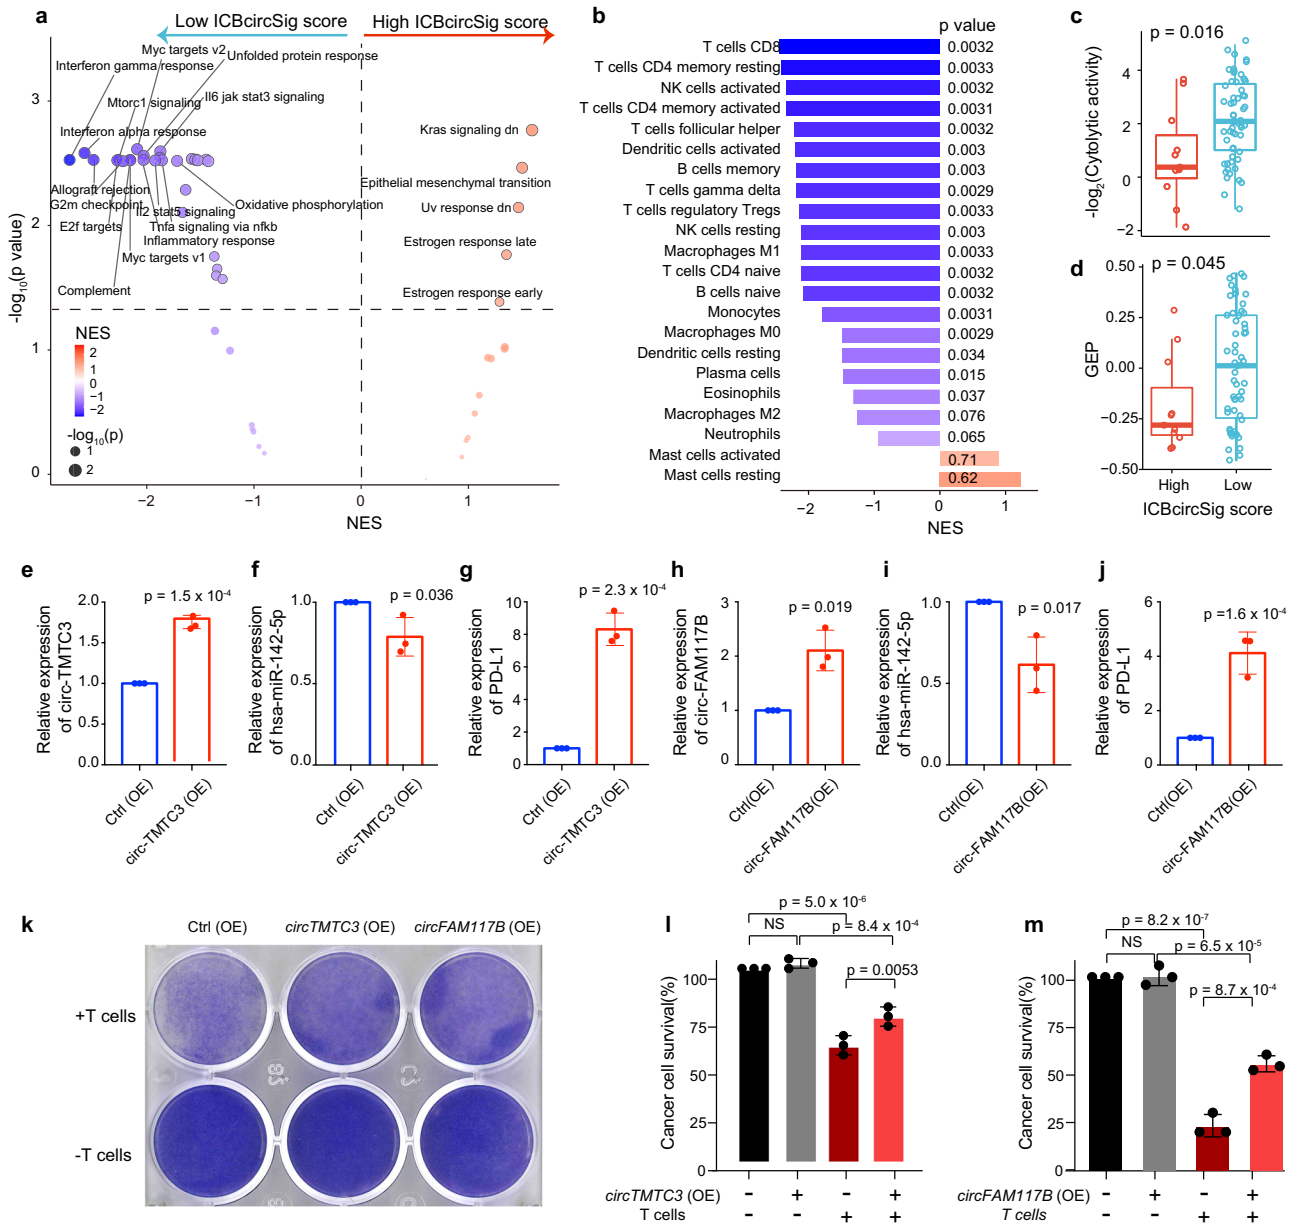 a
Low ICBcircSig score
High ICBcircSig score
Myc targets v2
Unfolded protein response
Interferon gamma response
Mtorc1 signaling
Il6 jak stat3 signaling
Interferon alpha response
Kras signaling dn
Epithelial mesenchymal transition
Allograft rejection
G2m checkpoint
Il2 stat5 signaling
Oxidative phosphorylation
Uv response dn
E2f targets
Tnfa signaling via nfkb
Inflammatory response
Estrogen response late
Myc targets v1
Complement
Estrogen response early
-log10(p value)
3
2
1
0
NES
2
1
0
−1
−2
-log10(p)
1
2
−2
−1
0
1
NES
b
p value
T cells CD8 0.0032
T cells CD4 memory resting 0.0033
NK cells activated 0.0032
T cells CD4 memory activated 0.0031
T cells follicular helper 0.0032
Dendritic cells activated 0.003
B cells memory 0.003
T cells gamma delta 0.0029
T cells regulatory Tregs 0.0033
NK cells resting 0.003
Macrophages M1 0.0033
T cells CD4 naive 0.0032
B cells naive 0.0032
Monocytes 0.0031
Macrophages M0 0.0029
Dendritic cells resting 0.034
Plasma cells 0.015
Eosinophils 0.037
Macrophages M2 0.076
Neutrophils 0.065
Mast cells activated 0.71
Mast cells resting 0.62
−2
−1
0
1
NES
c
p = 0.016
-log2(Cytolytic activity)
4
2
0
−2
d
p = 0.045
GEP
0.50
0.25
0.00
−0.25
−0.50
High
Low
ICBcircSig score
e
p = 1.5 x 10-4
Relative expression
of circ-TMTC3
2.0
1.5
1.0
0.5
0.0
Ctrl (OE)
circ-TMTC3 (OE)
f
p = 0.036
Relative expression
of hsa-miR-142-5p
1.0
0.5
0.0
Ctrl (OE)
circ-TMTC3 (OE)
g
p = 2.3 x 10-4
Relative expression
of PD-L1
10
8
6
4
2
0
Ctrl (OE)
circ-TMTC3 (OE)
h
p = 0.019
Relative expression
of circ-FAM117B
3
2
1
0
Ctrl(OE)
circ-FAM117B(OE)
i
p = 0.017
Relative expression
of hsa-miR-142-5p
1.0
0.5
0.0
Ctrl(OE)
circ-FAM117B(OE)
j
p =1.6 x 10-4
Relative expression
of PD-L1
6
4
2
0
Ctrl(OE)
circ-FAM117B(OE)
k
Ctrl (OE)
circTMTC3 (OE)
circFAM117B (OE)
+T cells
-T cells
l
p = 5.0 x 10-6
NS
p = 8.4 x 10-4
p = 0.0053
Cancer cell survival(%)
100
75
50
25
0
circTMTC3 (OE) - + - +
T cells - - + +
m
p = 8.2 x 10-7
NS
p = 6.5 x 10-5
p = 8.7 x 10-4
Cancer cell survival(%)
100
75
50
25
0
circFAM117B (OE) - + - +
T cells - - + +